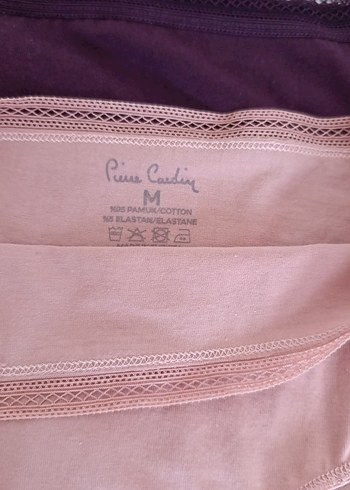 Pierre Cardin
M
%95 PAMUK/COTTON
%5 ELASTAN/ELASTANE